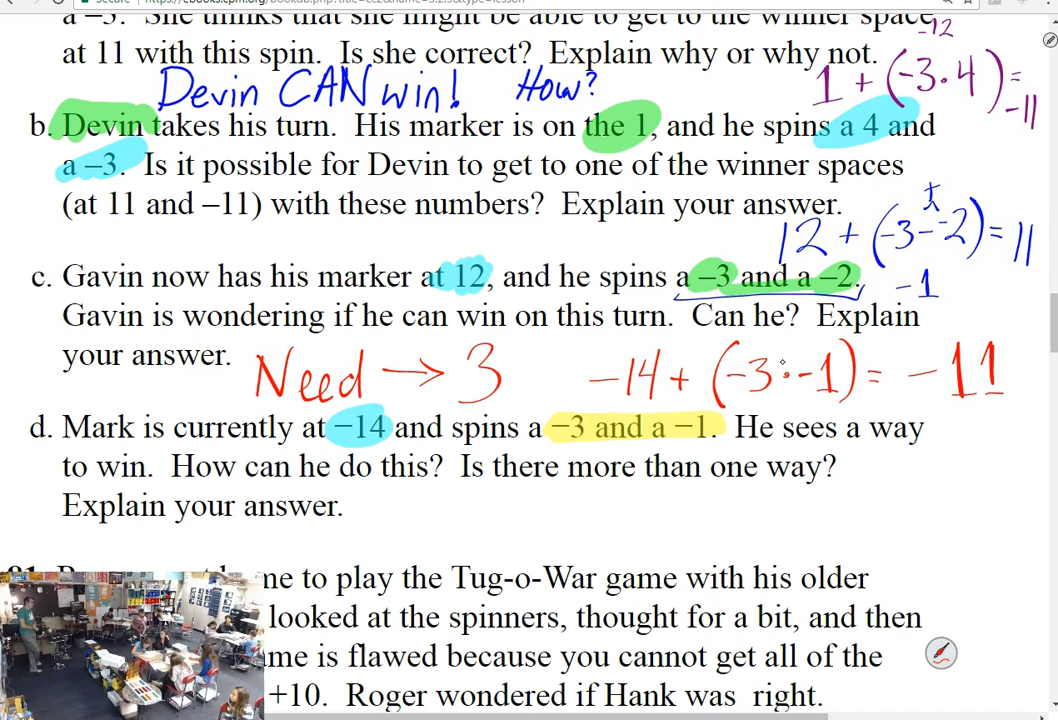 a −3. She thinks that she might be able to get to the winner space
−12
at 11 with this spin. Is she correct? Explain why or why not.
1 + (−3 · 4) = −11
Devin CAN win! How?
b. Devin takes his turn. His marker is on the 1, and he spins a 4 and
a −3. Is it possible for Devin to get to one of the winner spaces
(at 11 and −11) with these numbers? Explain your answer.
12 + (−3 − −2) = 11
c. Gavin now has his marker at 12, and he spins a −3 and a −2.
−1
Gavin is wondering if he can win on this turn. Can he? Explain
your answer.
Need → 3
−14 + (−3 · −1) = −11
d. Mark is currently at −14 and spins a −3 and a −1. He sees a way
to win. How can he do this? Is there more than one way?
Explain your answer.
me to play the Tug-o-War game with his older
looked at the spinners, thought for a bit, and then
me is flawed because you cannot get all of the
+10. Roger wondered if Hank was right.